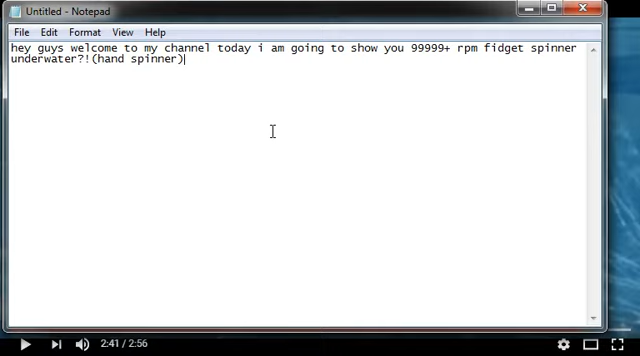 Untitled - Notepad
File Edit Format View Help
hey guys welcome to my channel today i am going to show you 99999+ rpm fidget spinner
underwater?!(hand spinner)
2:41 / 2:56